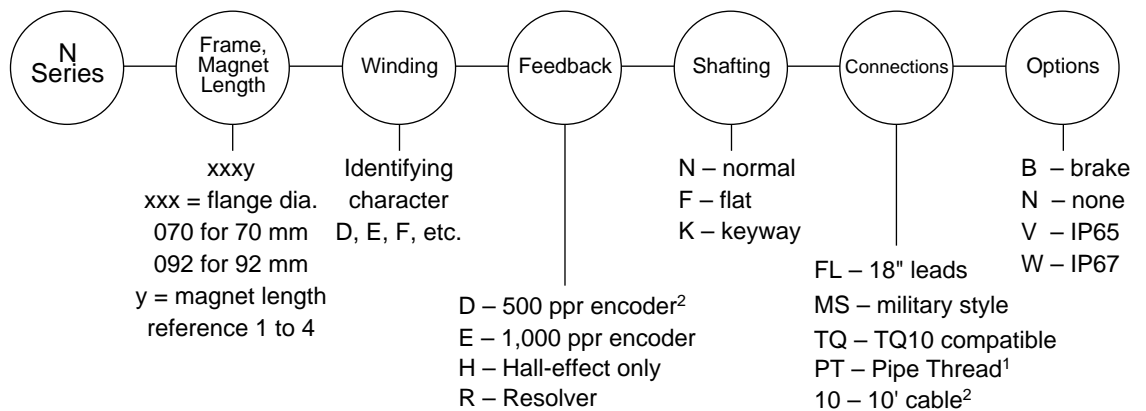 N
Series
Frame,
Magnet
Length
Winding
Feedback
Shafting
Connections
Options
xxxy
xxx = flange dia.
070 for 70 mm
092 for 92 mm
y = magnet length
reference 1 to 4
Identifying
character
D, E, F, etc.
D – 500 ppr encoder²
E – 1,000 ppr encoder
H – Hall-effect only
R – Resolver
N – normal
F – flat
K – keyway
FL – 18" leads
MS – military style
TQ – TQ10 compatible
PT – Pipe Thread¹
10 – 10' cable²
B – brake
N – none
V – IP65
W – IP67